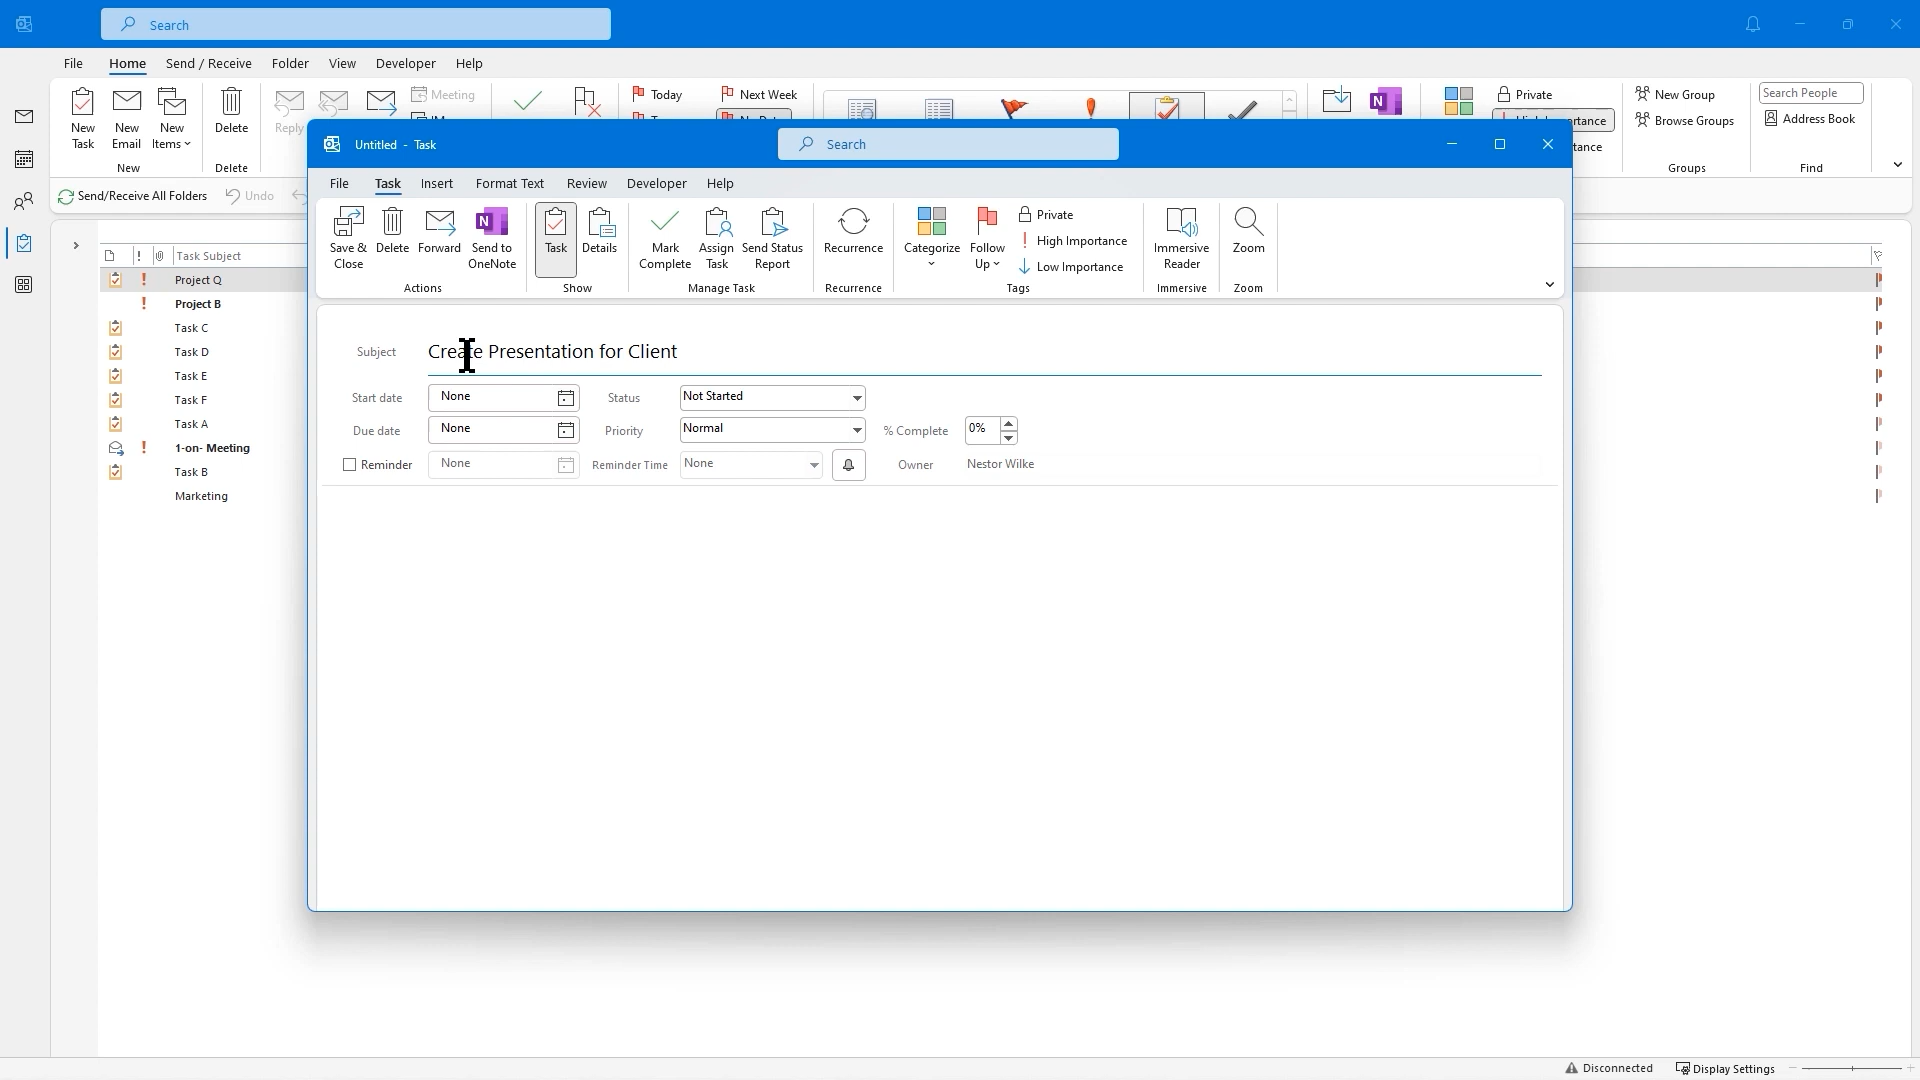 Search
File Home Send / Receive Folder View Developer Help
New Task
New Email
New Items
New
Delete
Delete
Reply
Meeting
Today
Next Week
Private
New Group
Browse Groups
Groups
Search People
Address Book
Find
Send/Receive All Folders
Undo
Task Subject
Project Q
Project B
Task C
Task D
Task E
Task F
Task A
1-on- Meeting
Task B
Marketing
Untitled - Task
Search
File Task Insert Format Text Review Developer Help
Save & Close
Delete
Forward
Send to OneNote
Actions
Task
Details
Show
Mark Complete
Assign Task
Send Status Report
Manage Task
Recurrence
Recurrence
Categorize
Follow Up
Private
High Importance
Low Importance
Tags
Immersive Reader
Immersive
Zoom
Zoom
Subject Create Presentation for Client
Start date None Status Not Started
Due date None Priority Normal % Complete 0%
Reminder None Reminder Time None Owner Nestor Wilke
Disconnected Display Settings